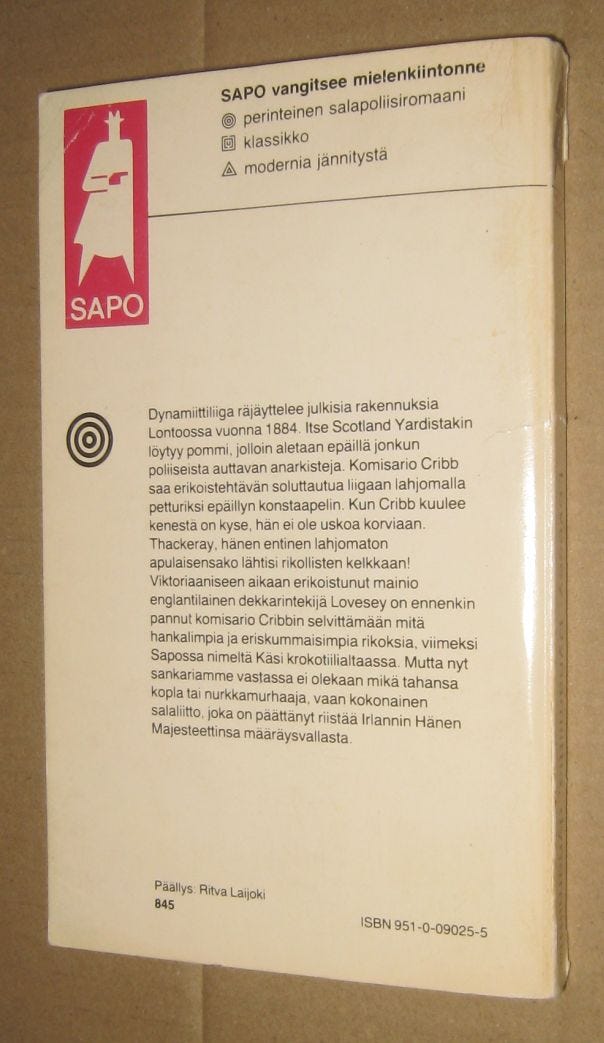 SAPO vangitsee mielenkiintonne
perinteinen salapoliisiromaani
klassikko
modernia jännitystä
SAPO
Dynamiittiliiga räjäyttelee julkisia rakennuksia
Lontoossa vuonna 1884. Itse Scotland Yardistakin
löytyy pommi, jolloin aletaan epäillä jonkun
poliiseista auttavan anarkisteja. Komisario Cribb
saa erikoistehtävän soluttautua liigaan lahjomalla
petturiksi epäillyn konstaapelin. Kun Cribb kuulee
kenestä on kyse, hän ei ole uskoa korviaan.
Thackeray, hänen entinen lahjomaton
apulaisensako lähtisi rikollisten kelkkaan!
Viktoriaaniseen aikaan erikoistunut mainio
englantilainen dekkarintekijä Lovesey on ennenkin
pannut komisario Cribbin selvittämään mitä
hankalimpia ja eriskummaisimpia rikoksia, viimeksi
Sapossa nimeltä Käsi krokotiilialtaassa. Mutta nyt
sankariamme vastassa ei olekaan mikä tahansa
kopla tai nurkkamurhaaja, vaan kokonainen
salaliitto, joka on päättänyt riistää Irlannin Hänen
Majesteettinsa määräysvallasta.
Päällys: Ritva Laijoki
845
ISBN 951-0-09025-5